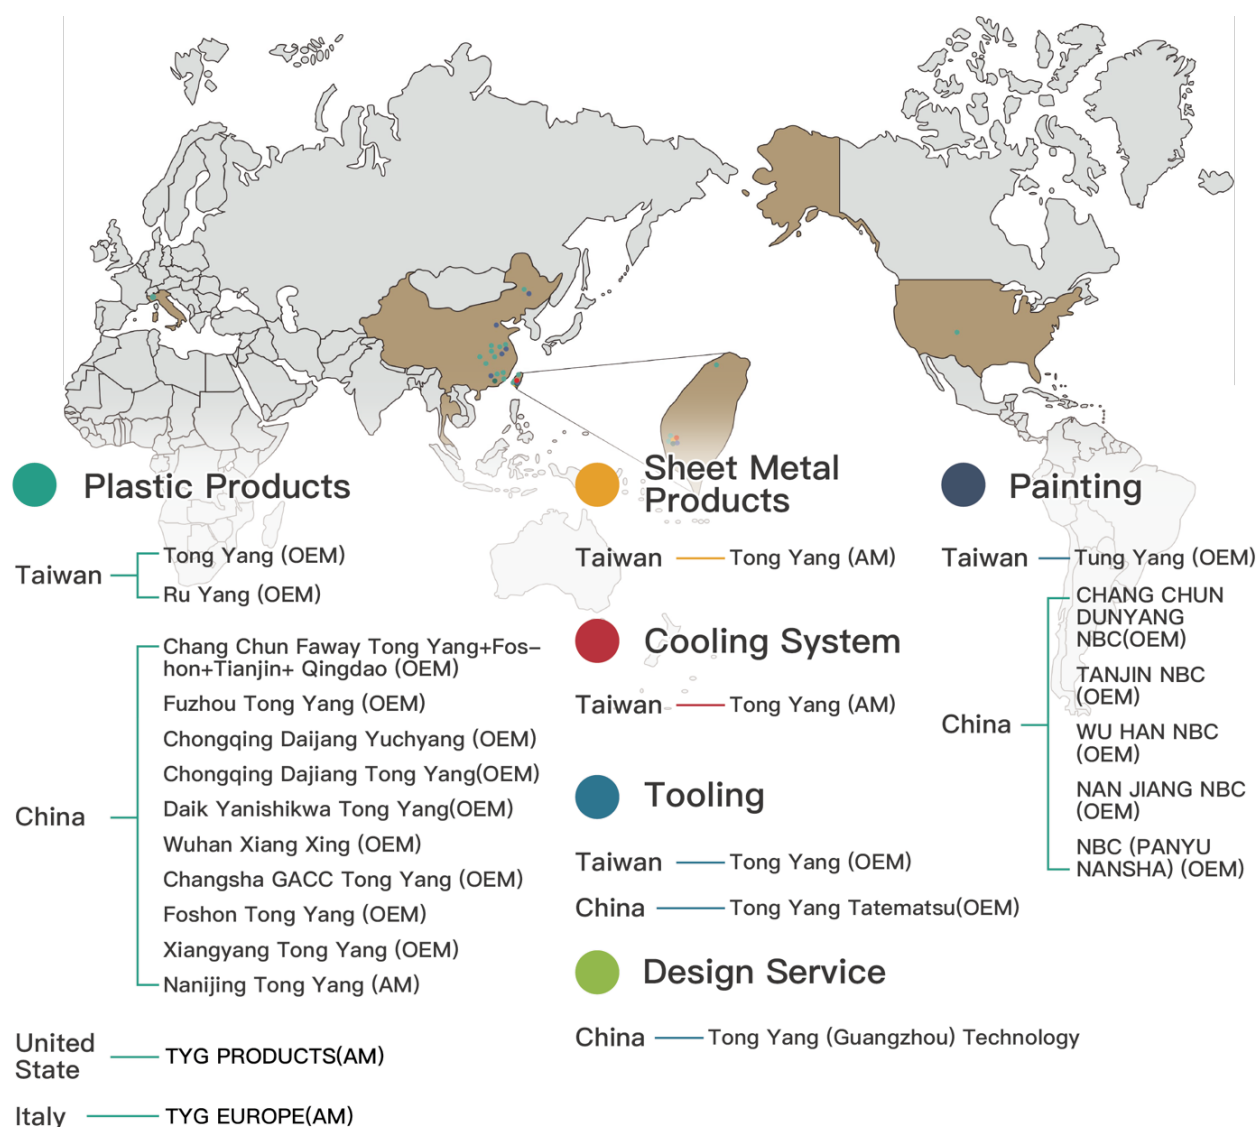 Plastic Products
Taiwan
Tong Yang (OEM)
Ru Yang (OEM)
China
Chang Chun Faway Tong Yang+Fos-
hon+Tianjin+ Qingdao (OEM)
Fuzhou Tong Yang (OEM)
Chongqing Daijang Yuchyang (OEM)
Chongqing Dajiang Tong Yang(OEM)
Daik Yanishikwa Tong Yang(OEM)
Wuhan Xiang Xing (OEM)
Changsha GACC Tong Yang (OEM)
Foshon Tong Yang (OEM)
Xiangyang Tong Yang (OEM)
Nanijing Tong Yang (AM)
United
State
TYG PRODUCTS(AM)
Italy
TYG EUROPE(AM)
Sheet Metal
Products
Taiwan
Tong Yang (AM)
Cooling System
Taiwan
Tong Yang (AM)
Tooling
Taiwan
Tong Yang (OEM)
China
Tong Yang Tatematsu(OEM)
Design Service
China
Tong Yang (Guangzhou) Technology
Painting
Taiwan
Tung Yang (OEM)
China
CHANG CHUN
DUNYANG
NBC(OEM)
TANJIN NBC
(OEM)
WU HAN NBC
(OEM)
NAN JIANG NBC
(OEM)
NBC (PANYU
NANSHA) (OEM)